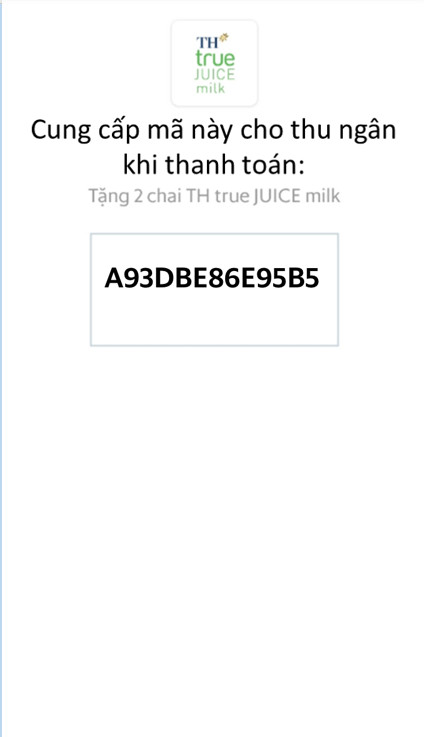 TH
true
JUICE
milk
Cung cấp mã này cho thu ngân
khi thanh toán:
Tặng 2 chai TH true JUICE milk
A93DBE86E95B5